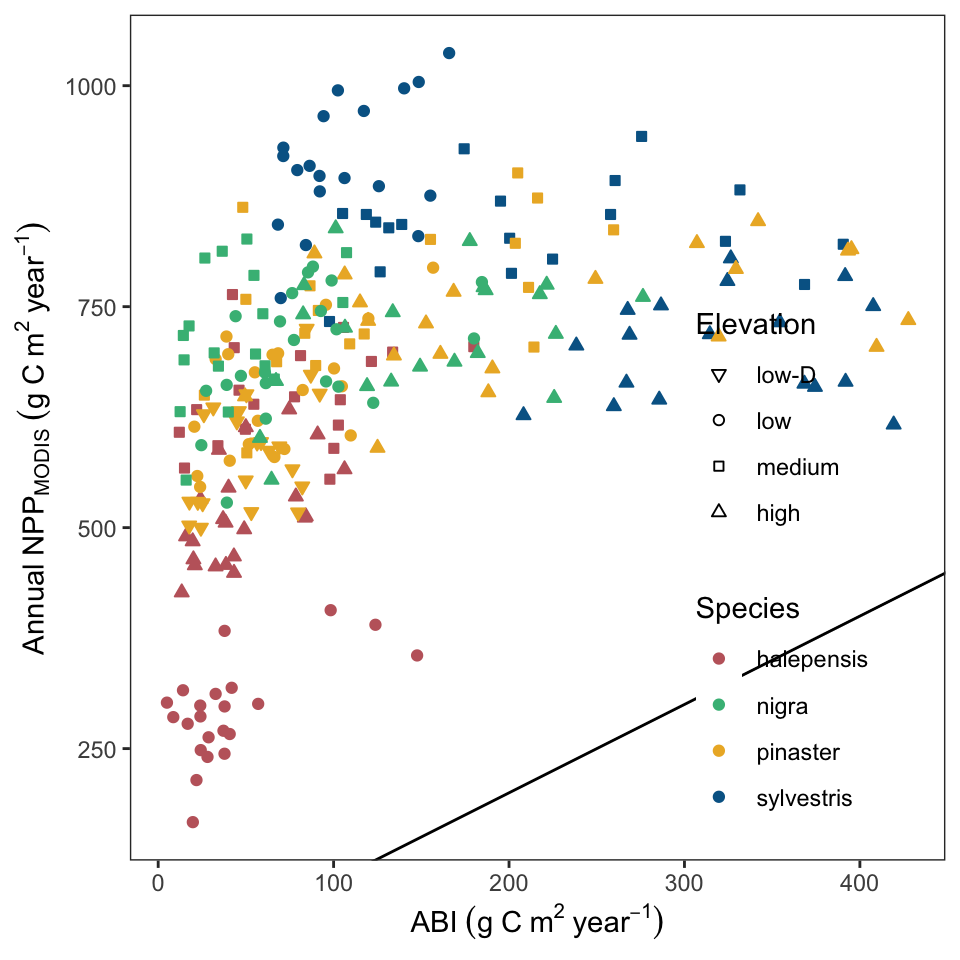 Annual NPP_MODIS (g C m² year⁻¹)
1000
750
500
250
0 100 200 300 400
ABI (g C m² year⁻¹)
Elevation
low-D
low
medium
high
Species
halepensis
nigra
pinaster
sylvestris